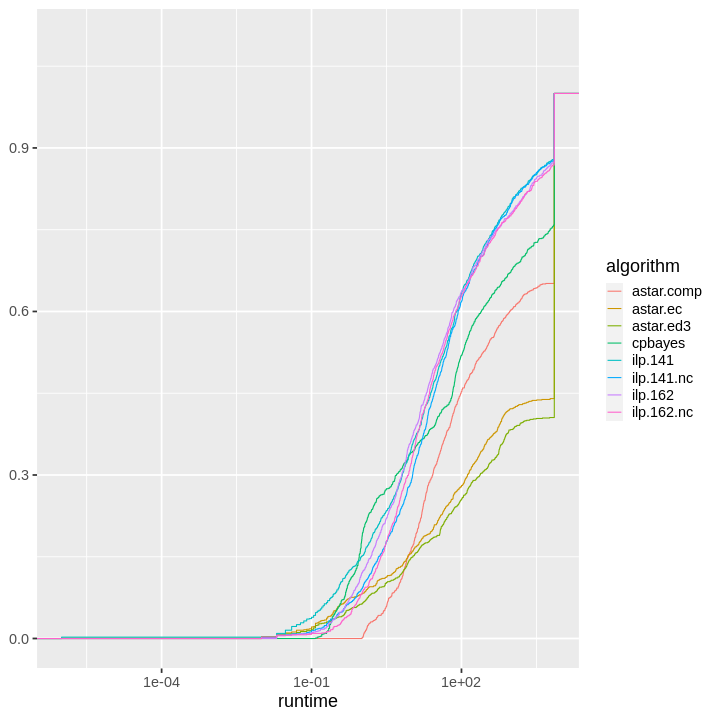 0.9
0.6
0.3
0.0
1e-04
1e-01
1e+02
runtime
algorithm
astar.comp
astar.ec
astar.ed3
cpbayes
ilp.141
ilp.141.nc
ilp.162
ilp.162.nc